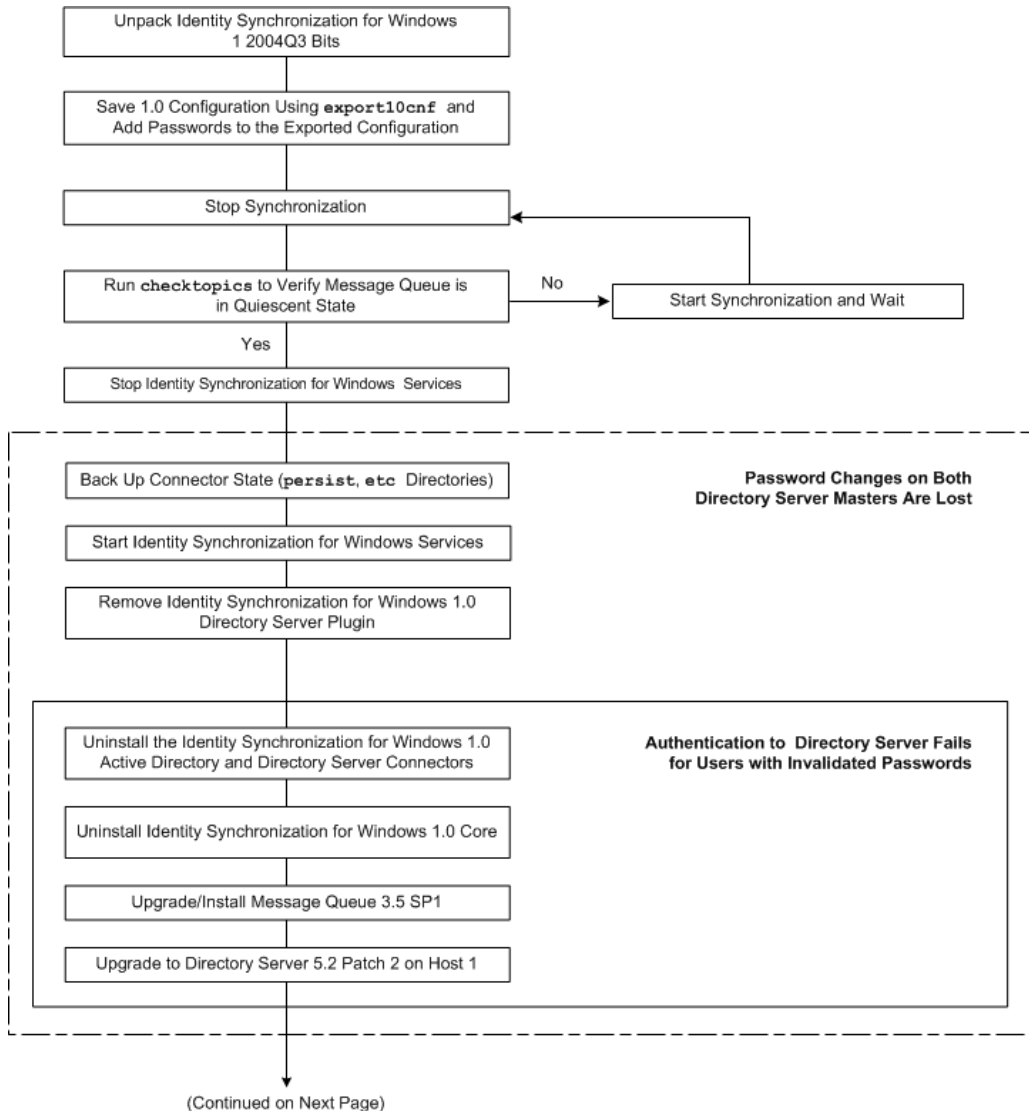 Unpack Identity Synchronization for Windows
1 2004Q3 Bits
Save 1.0 Configuration Using export10cnf and
Add Passwords to the Exported Configuration
Stop Synchronization
Run checktopics to Verify Message Queue is
in Quiescent State
No
Start Synchronization and Wait
Yes
Stop Identity Synchronization for Windows Services
Back Up Connector State (persist, etc Directories)
Password Changes on Both
Directory Server Masters Are Lost
Start Identity Synchronization for Windows Services
Remove Identity Synchronization for Windows 1.0
Directory Server Plugin
Uninstall the Identity Synchronization for Windows 1.0
Active Directory and Directory Server Connectors
Authentication to Directory Server Fails
for Users with Invalidated Passwords
Uninstall Identity Synchronization for Windows 1.0 Core
Upgrade/Install Message Queue 3.5 SP1
Upgrade to Directory Server 5.2 Patch 2 on Host 1
(Continued on Next Page)